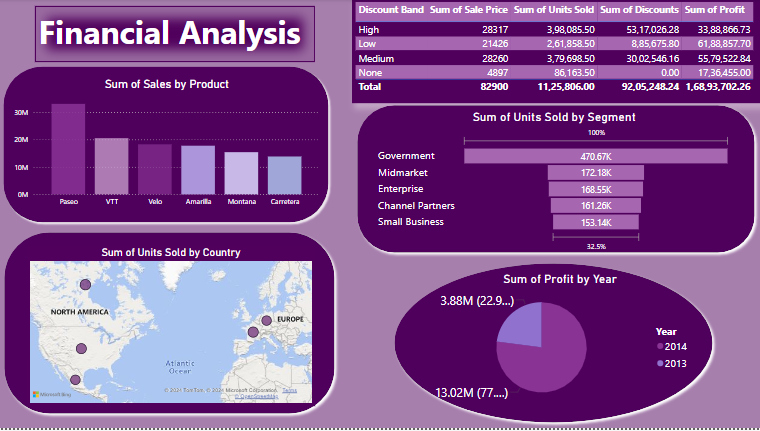 Financial Analysis
Discount Band Sum of Sale Price Sum of Units Sold Sum of Discounts Sum of Profit
High 28317 3,98,085.50 53,17,026.28 33,88,866.73
Low 21426 2,61,858.50 8,85,675.80 61,88,857.70
Medium 28260 3,79,698.50 30,02,546.16 55,79,522.84
None 4897 86,163.50 0.00 17,36,455.00
Total 82900 11,25,806.00 92,05,248.24 1,68,93,702.26
Sum of Sales by Product
30M
20M
10M
0M
Paseo VTT Velo Amarilla Montana Carretera
Sum of Units Sold by Segment
100%
Government 470.67K
Midmarket 172.18K
Enterprise 168.55K
Channel Partners 161.26K
Small Business 153.14K
32.5%
Sum of Units Sold by Country
NORTH AMERICA
EUROPE
Atlantic
Ocean
Microsoft Bing
© 2024 TomTom, © 2024 Microsoft Corporation, Terms
© OpenStreetMap
Sum of Profit by Year
3.88M (22.9...)
13.02M (77....)
Year
2014
2013